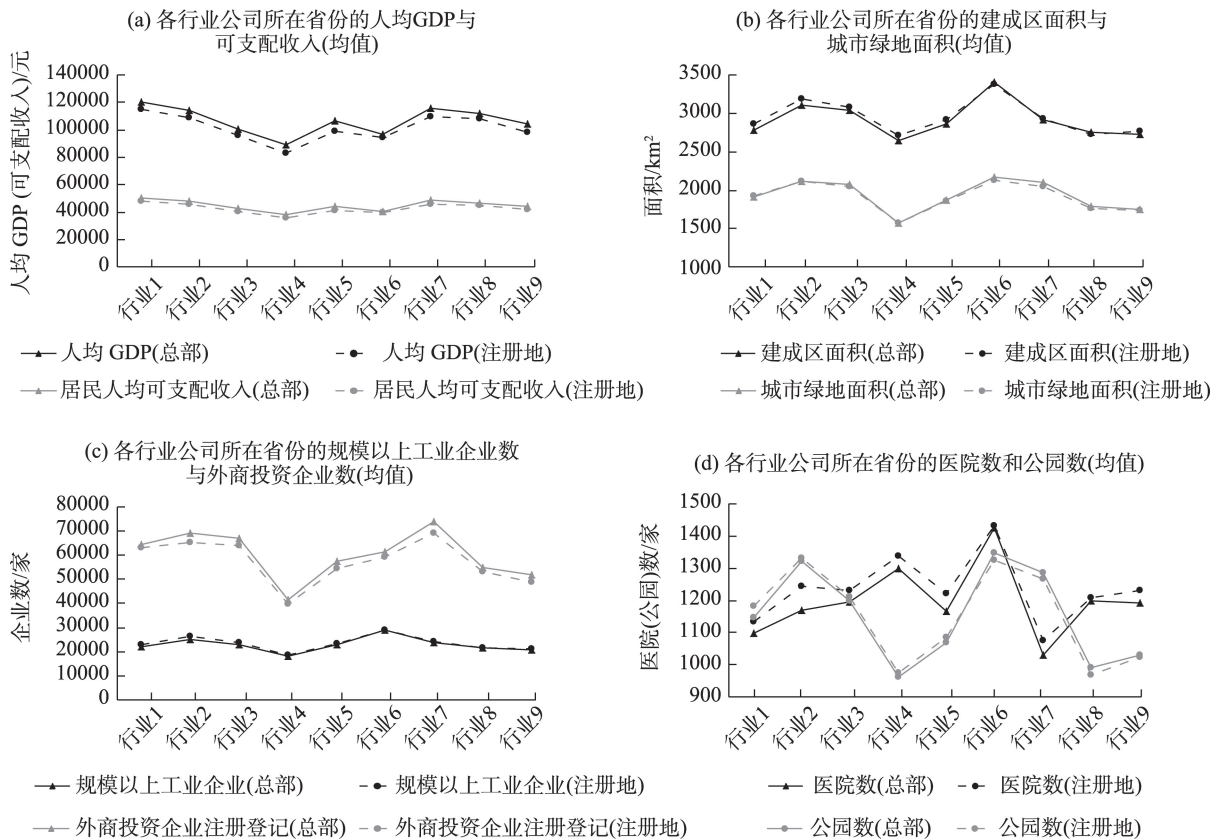 (a) 各行业公司所在省份的人均GDP与
可支配收入(均值)
人均 GDP (可支配收入)/元
140000
120000
100000
80000
60000
40000
20000
0
行业1
行业2
行业3
行业4
行业5
行业6
行业7
行业8
行业9
人均 GDP(总部)
人均 GDP(注册地)
居民人均可支配收入(总部)
居民人均可支配收入(注册地)
(b) 各行业公司所在省份的建成区面积与
城市绿地面积(均值)
面积/km²
3500
3000
2500
2000
1500
1000
行业1
行业2
行业3
行业4
行业5
行业6
行业7
行业8
行业9
建成区面积(总部)
建成区面积(注册地)
城市绿地面积(总部)
城市绿地面积(注册地)
(c) 各行业公司所在省份的规模以上工业企业数
与外商投资企业数(均值)
企业数/家
80000
70000
60000
50000
40000
30000
20000
10000
0
行业1
行业2
行业3
行业4
行业5
行业6
行业7
行业8
行业9
规模以上工业企业(总部)
规模以上工业企业(注册地)
外商投资企业注册登记(总部)
外商投资企业注册登记(注册地)
(d) 各行业公司所在省份的医院数和公园数(均值)
医院(公园)数/家
1500
1400
1300
1200
1100
1000
900
行业1
行业2
行业3
行业4
行业5
行业6
行业7
行业8
行业9
医院数(总部)
医院数(注册地)
公园数(总部)
公园数(注册地)